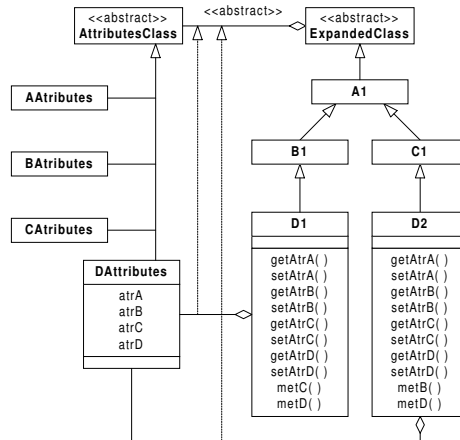 <<abstract>>
AttributesClass
<<abstract>>
<<abstract>>
ExpandedClass
A1
AAtributes
BAtributes
CAtributes
B1
C1
DAttributes
atrA
atrB
atrC
atrD
D1
getAtrA( )
setAtrA( )
getAtrB( )
setAtrB( )
getAtrC( )
setAtrC( )
getAtrD( )
setAtrD( )
metC( )
metD( )
D2
getAtrA( )
setAtrA( )
getAtrB( )
setAtrB( )
getAtrC( )
setAtrC( )
getAtrD( )
setAtrD( )
metB( )
metD( )